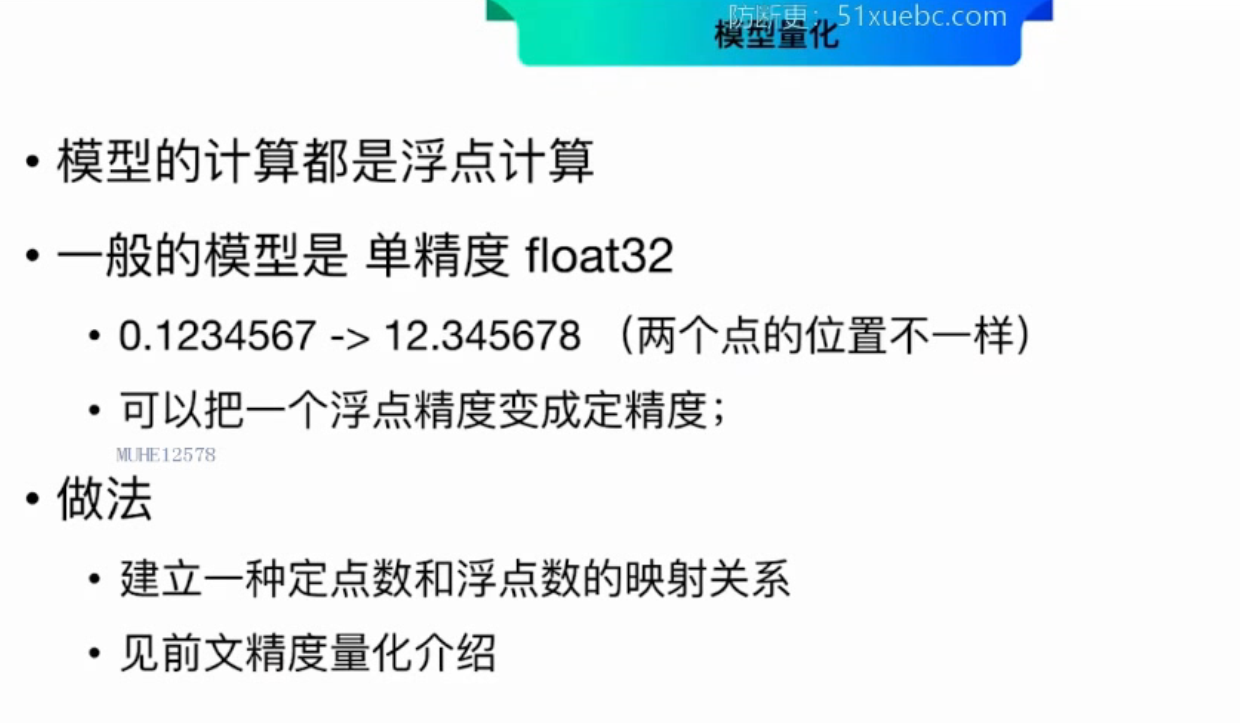 防断更：51xuebc.com
模型量化
• 模型的计算都是浮点计算
• 一般的模型是 单精度 float32
• 0.1234567 -> 12.345678 （两个点的位置不一样）
• 可以把一个浮点精度变成定精度；
MUHE12578
• 做法
• 建立一种定点数和浮点数的映射关系
• 见前文精度量化介绍